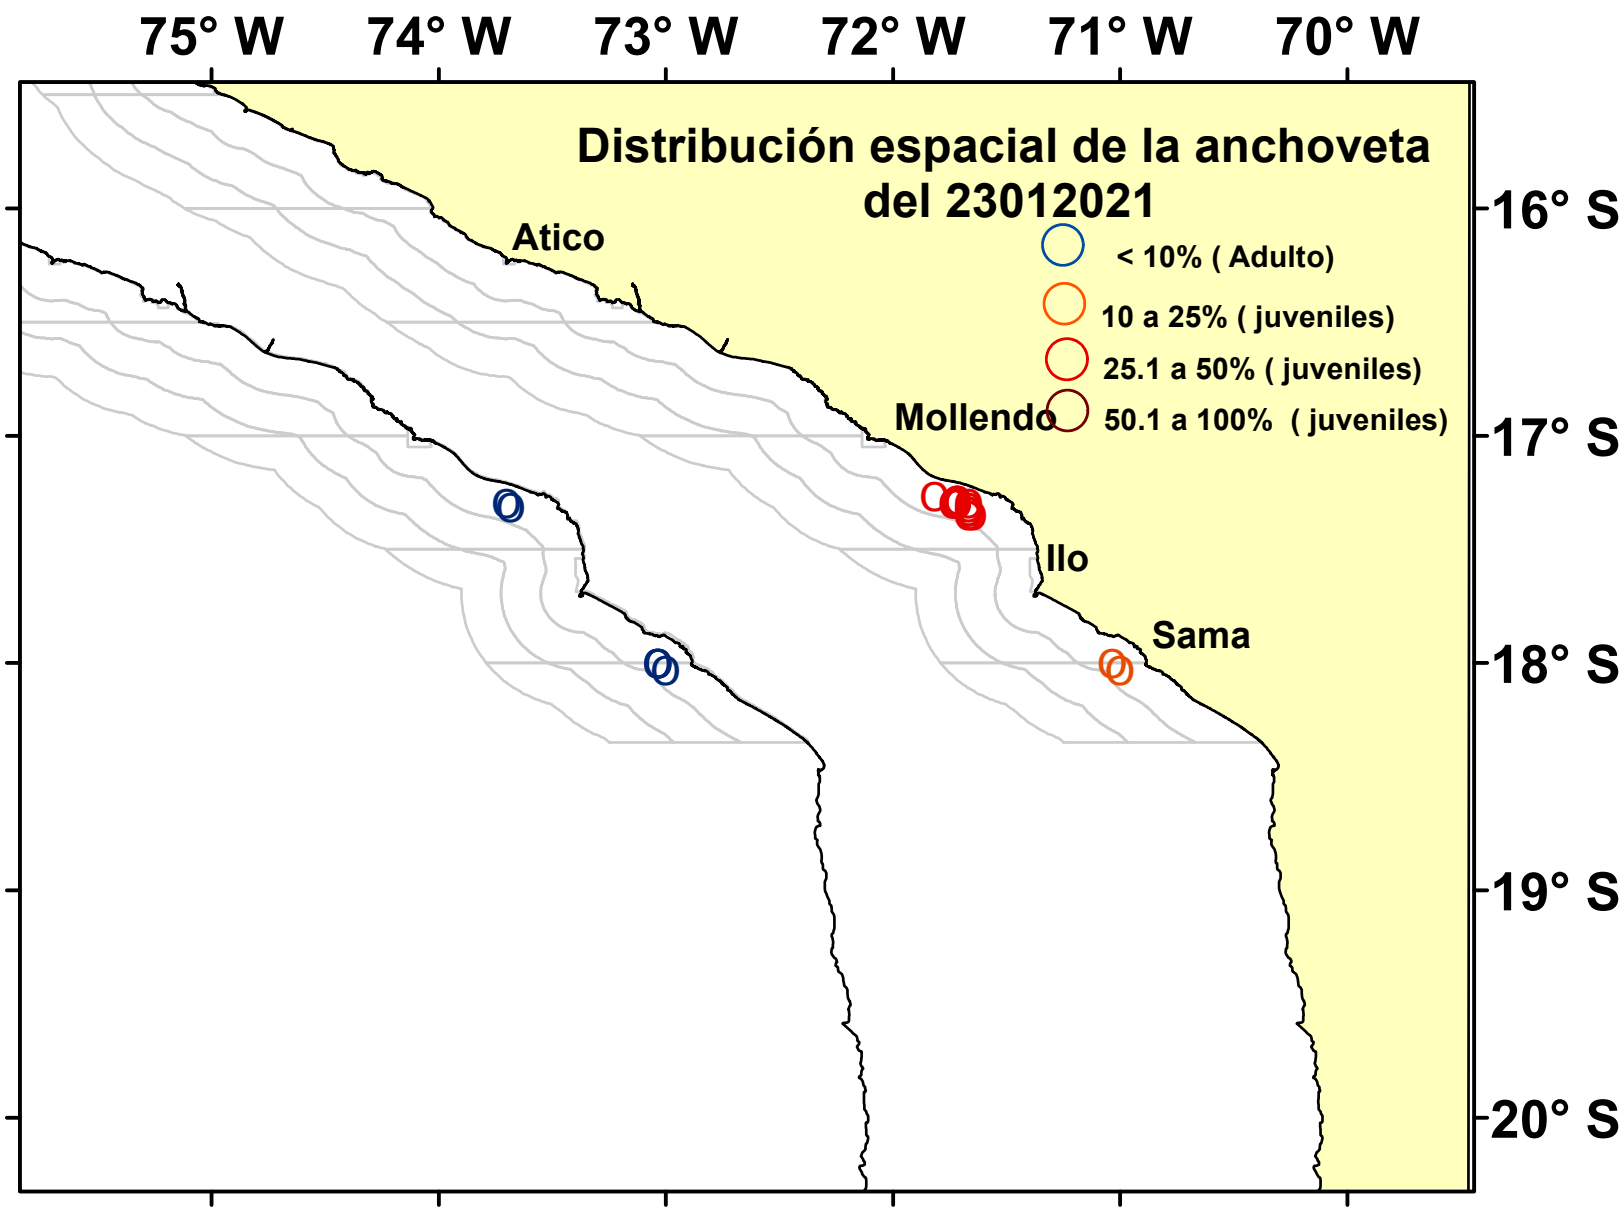 75° W 74° W 73° W 72° W 71° W 70° W
Distribución espacial de la anchoveta
del 23012021
16° S
Atico
< 10% ( Adulto)
10 a 25% ( juveniles)
25.1 a 50% ( juveniles)
Mollendo
50.1 a 100% ( juveniles)
17° S
Ilo
Sama
18° S
19° S
20° S